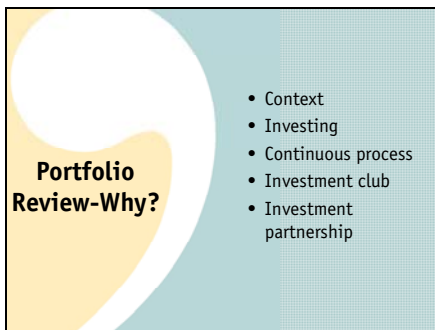 Portfolio
Review-Why?
• Context
• Investing
• Continuous process
• Investment club
• Investment
partnership